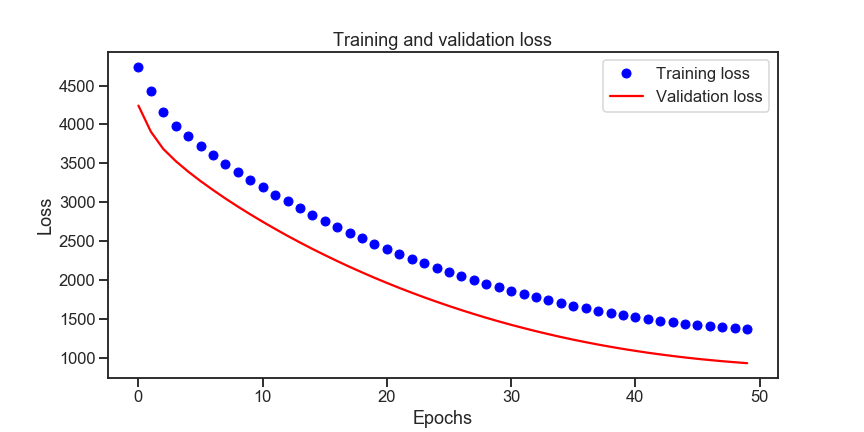 Training and validation loss
Training loss
Validation loss
4500
4000
3500
3000
2500
2000
1500
1000
Loss
0 10 20 30 40 50
Epochs